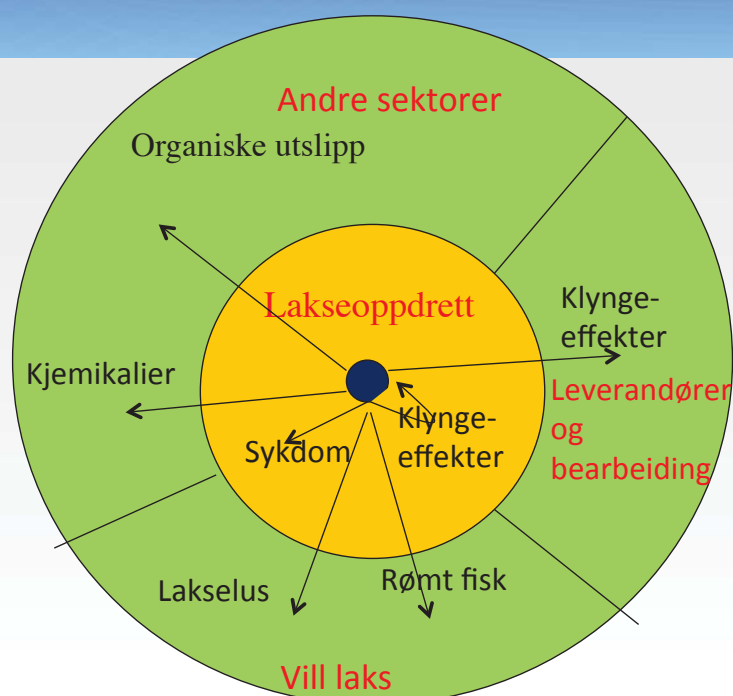 Andre sektorer
Organiske utslipp
Lakseoppdrett
Klynge-
effekter
Kjemikalier
Leverandører
og
bearbeiding
Klynge-
effekter
Sykdom
Lakselus
Rømt fisk
Vill laks